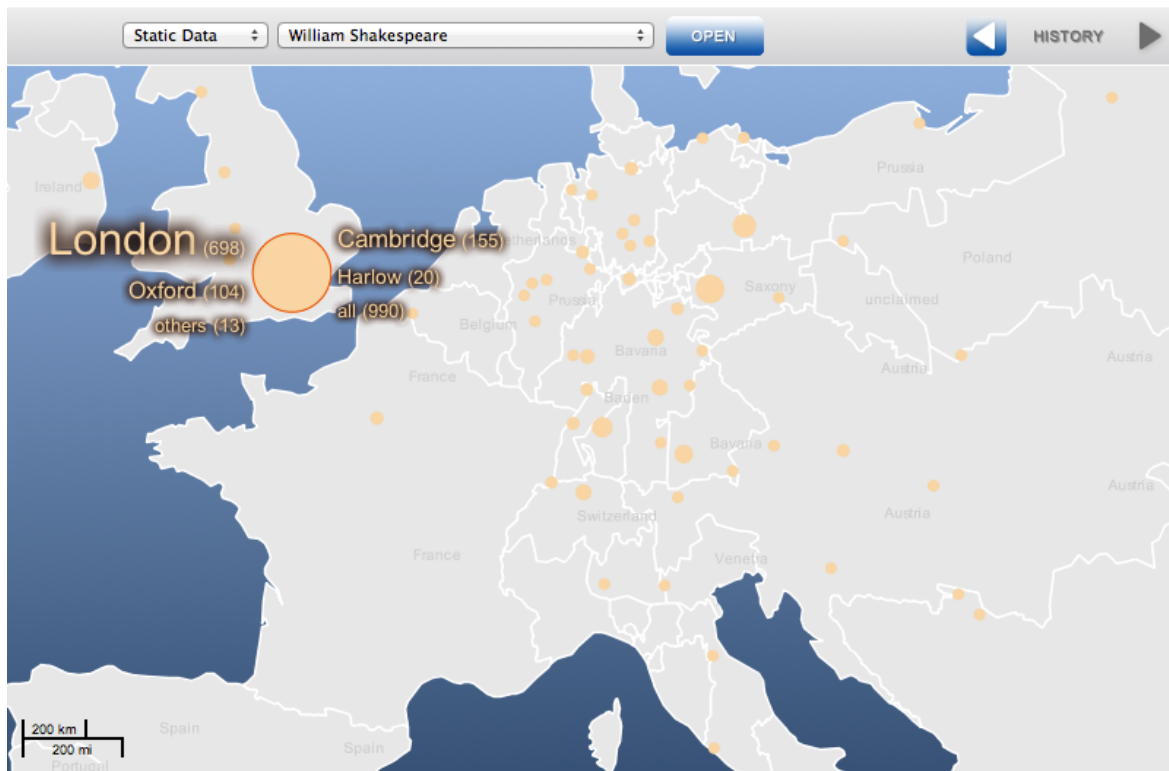 Static Data
William Shakespeare
OPEN
HISTORY
Prussia
Ireland
London (698)
Cambridge (155)
etherlands
Poland
Harlow (20)
Oxford (104)
Prussia
Saxony
unclaimed
all (990)
others (13)
Belgium
Bavaria
Austria
Austria
France
Baden
Bavaria
Austria
Switzerland
Austria
France
Venetia
Spain
200 km
200 mi
Spain
Portugal